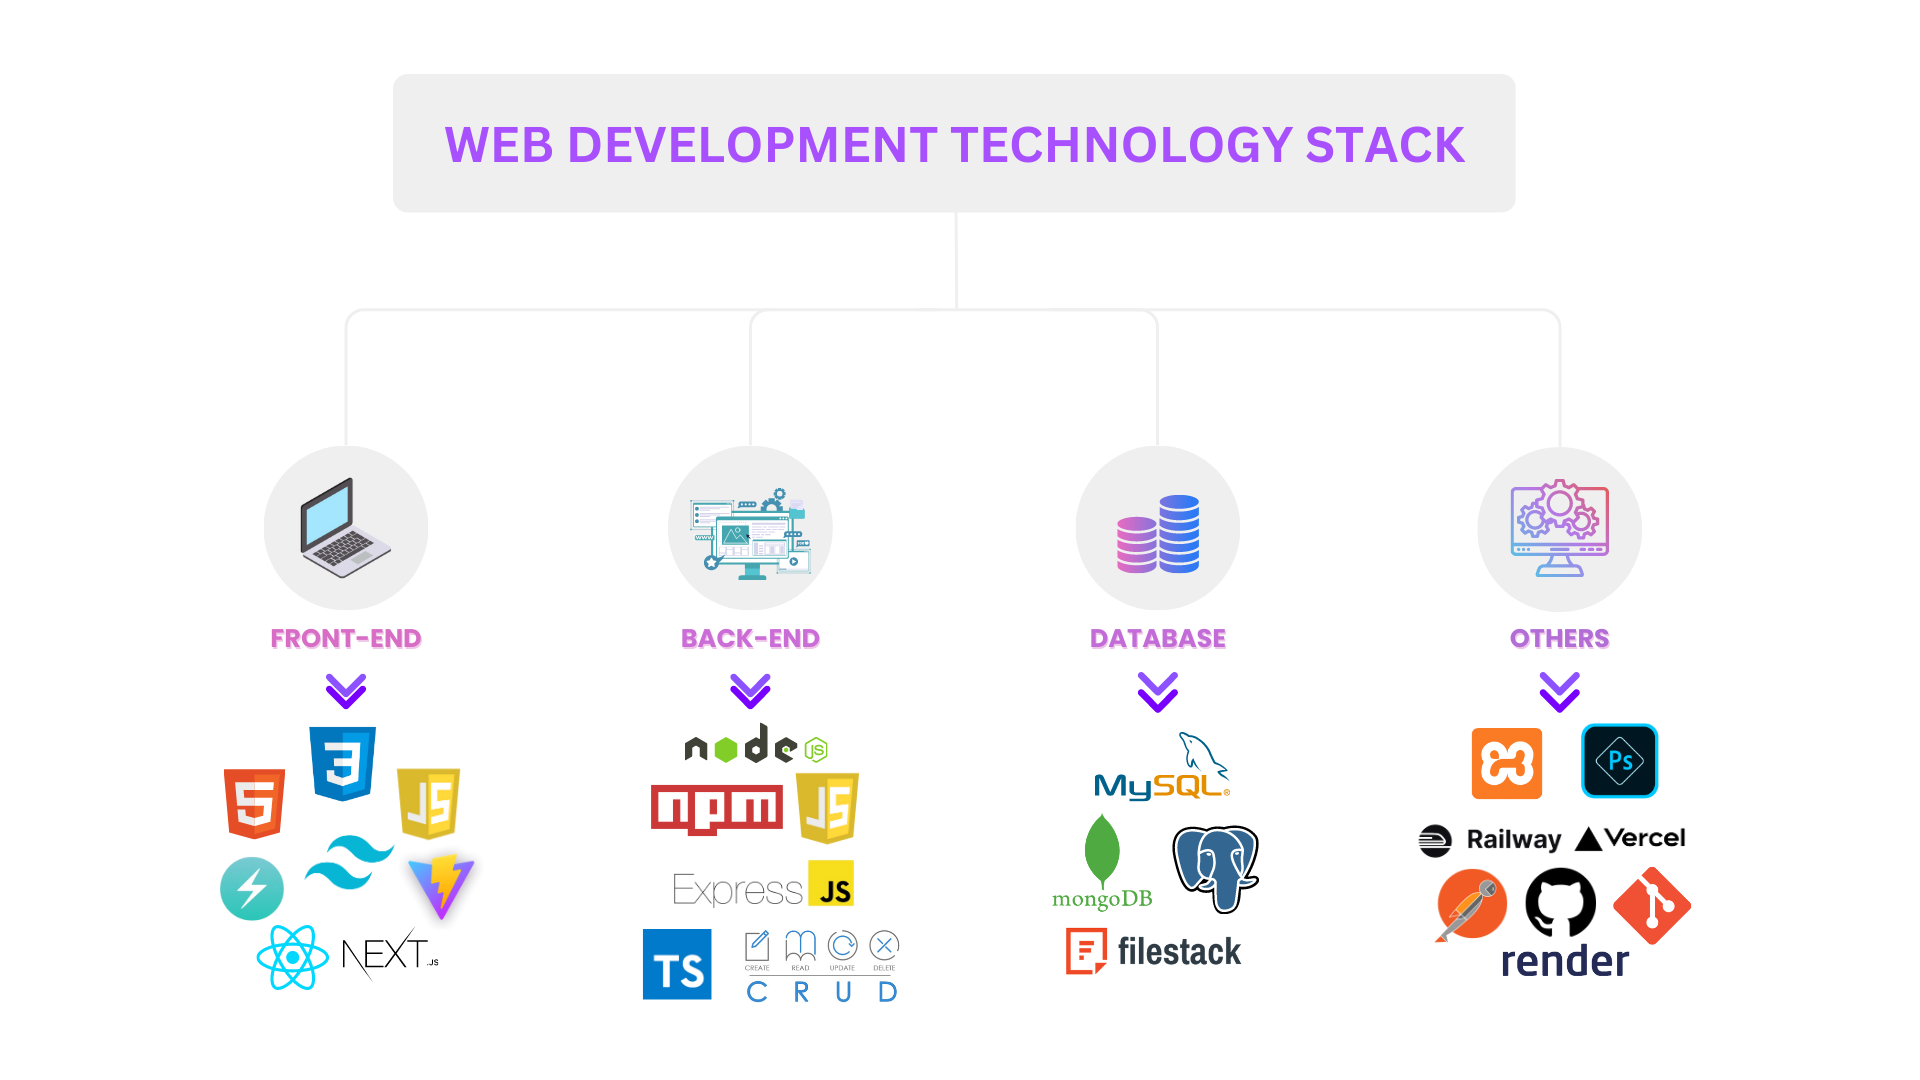 WEB DEVELOPMENT TECHNOLOGY STACK
FRONT-END
3
5
JS
NEXT.JS
BACK-END
www
node
JS
npm
JS
Express
JS
TS
CREATE READ UPDATE DELETE
C R U D
DATABASE
MySQL®
mongoDB
filestack
OTHERS
Ps
Railway
Vercel
render